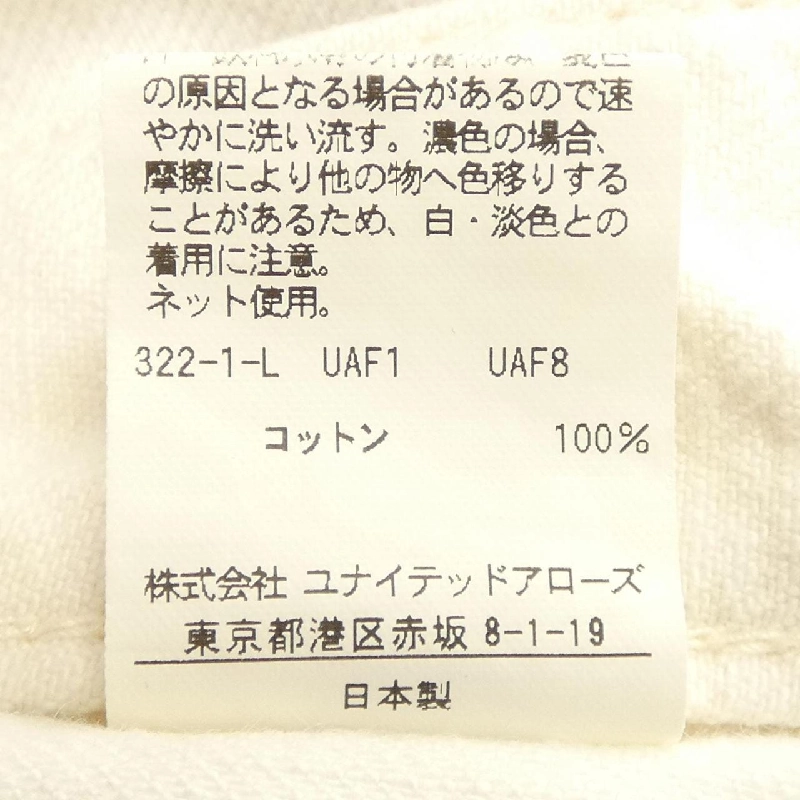 の原因となる場合があるので速
やかに洗い流す。濃色の場合、
摩擦により他の物へ色移りする
ことがあるため、白・淡色との
着用に注意。
ネット使用。
322-1-L UAF1 UAF8
コットン 100%
株式会社 ユナイテッドアローズ
東京都港区赤坂 8-1-19
日本製